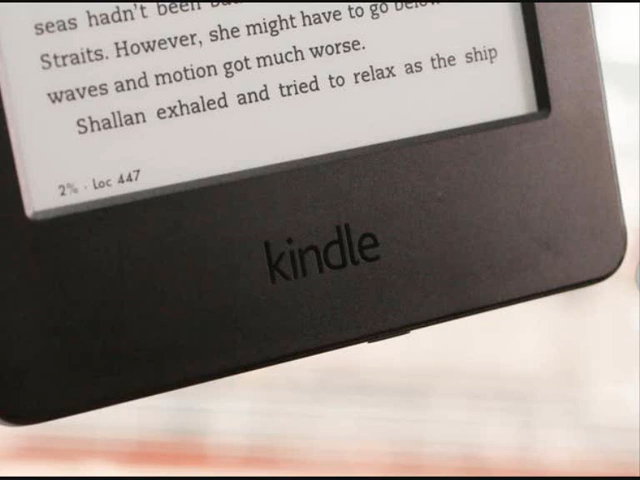 seas hadn't been
Straits. However, she might have to go below
waves and motion got much worse.
Shallan exhaled and tried to relax as the ship
2% · Loc 447
kindle